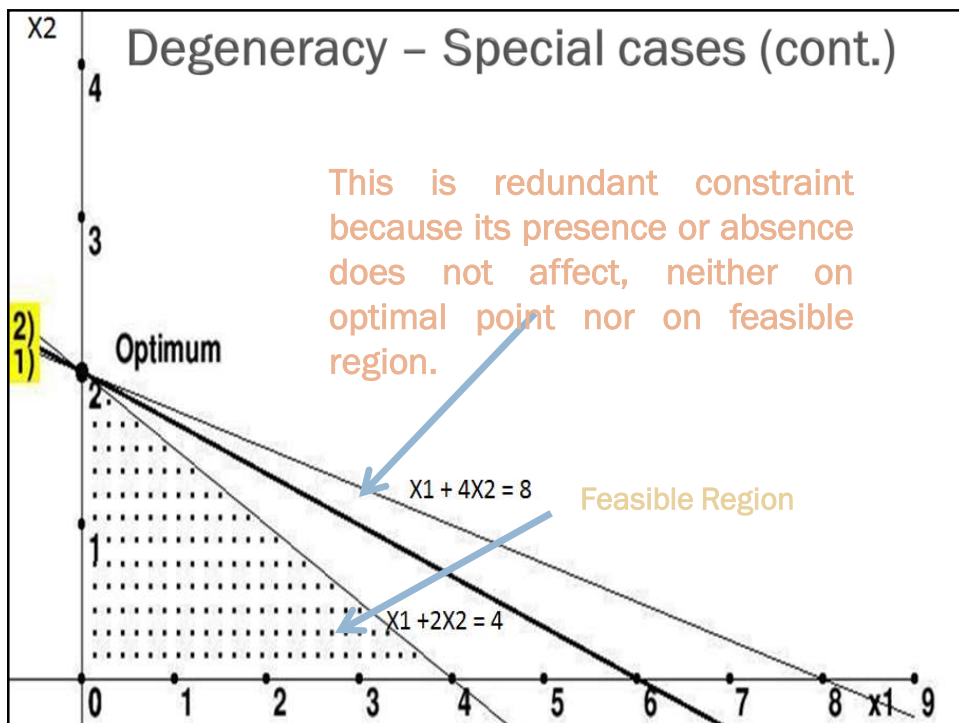 X2
Degeneracy – Special cases (cont.)
4
This is redundant constraint
because its presence or absence
does not affect, neither on
optimal point nor on feasible
region.
3
2)
1)
Optimum
2
X1 + 4X2 = 8
Feasible Region
1
X1 +2X2 = 4
0 1 2 3 4 5 6 7 8 x1 9